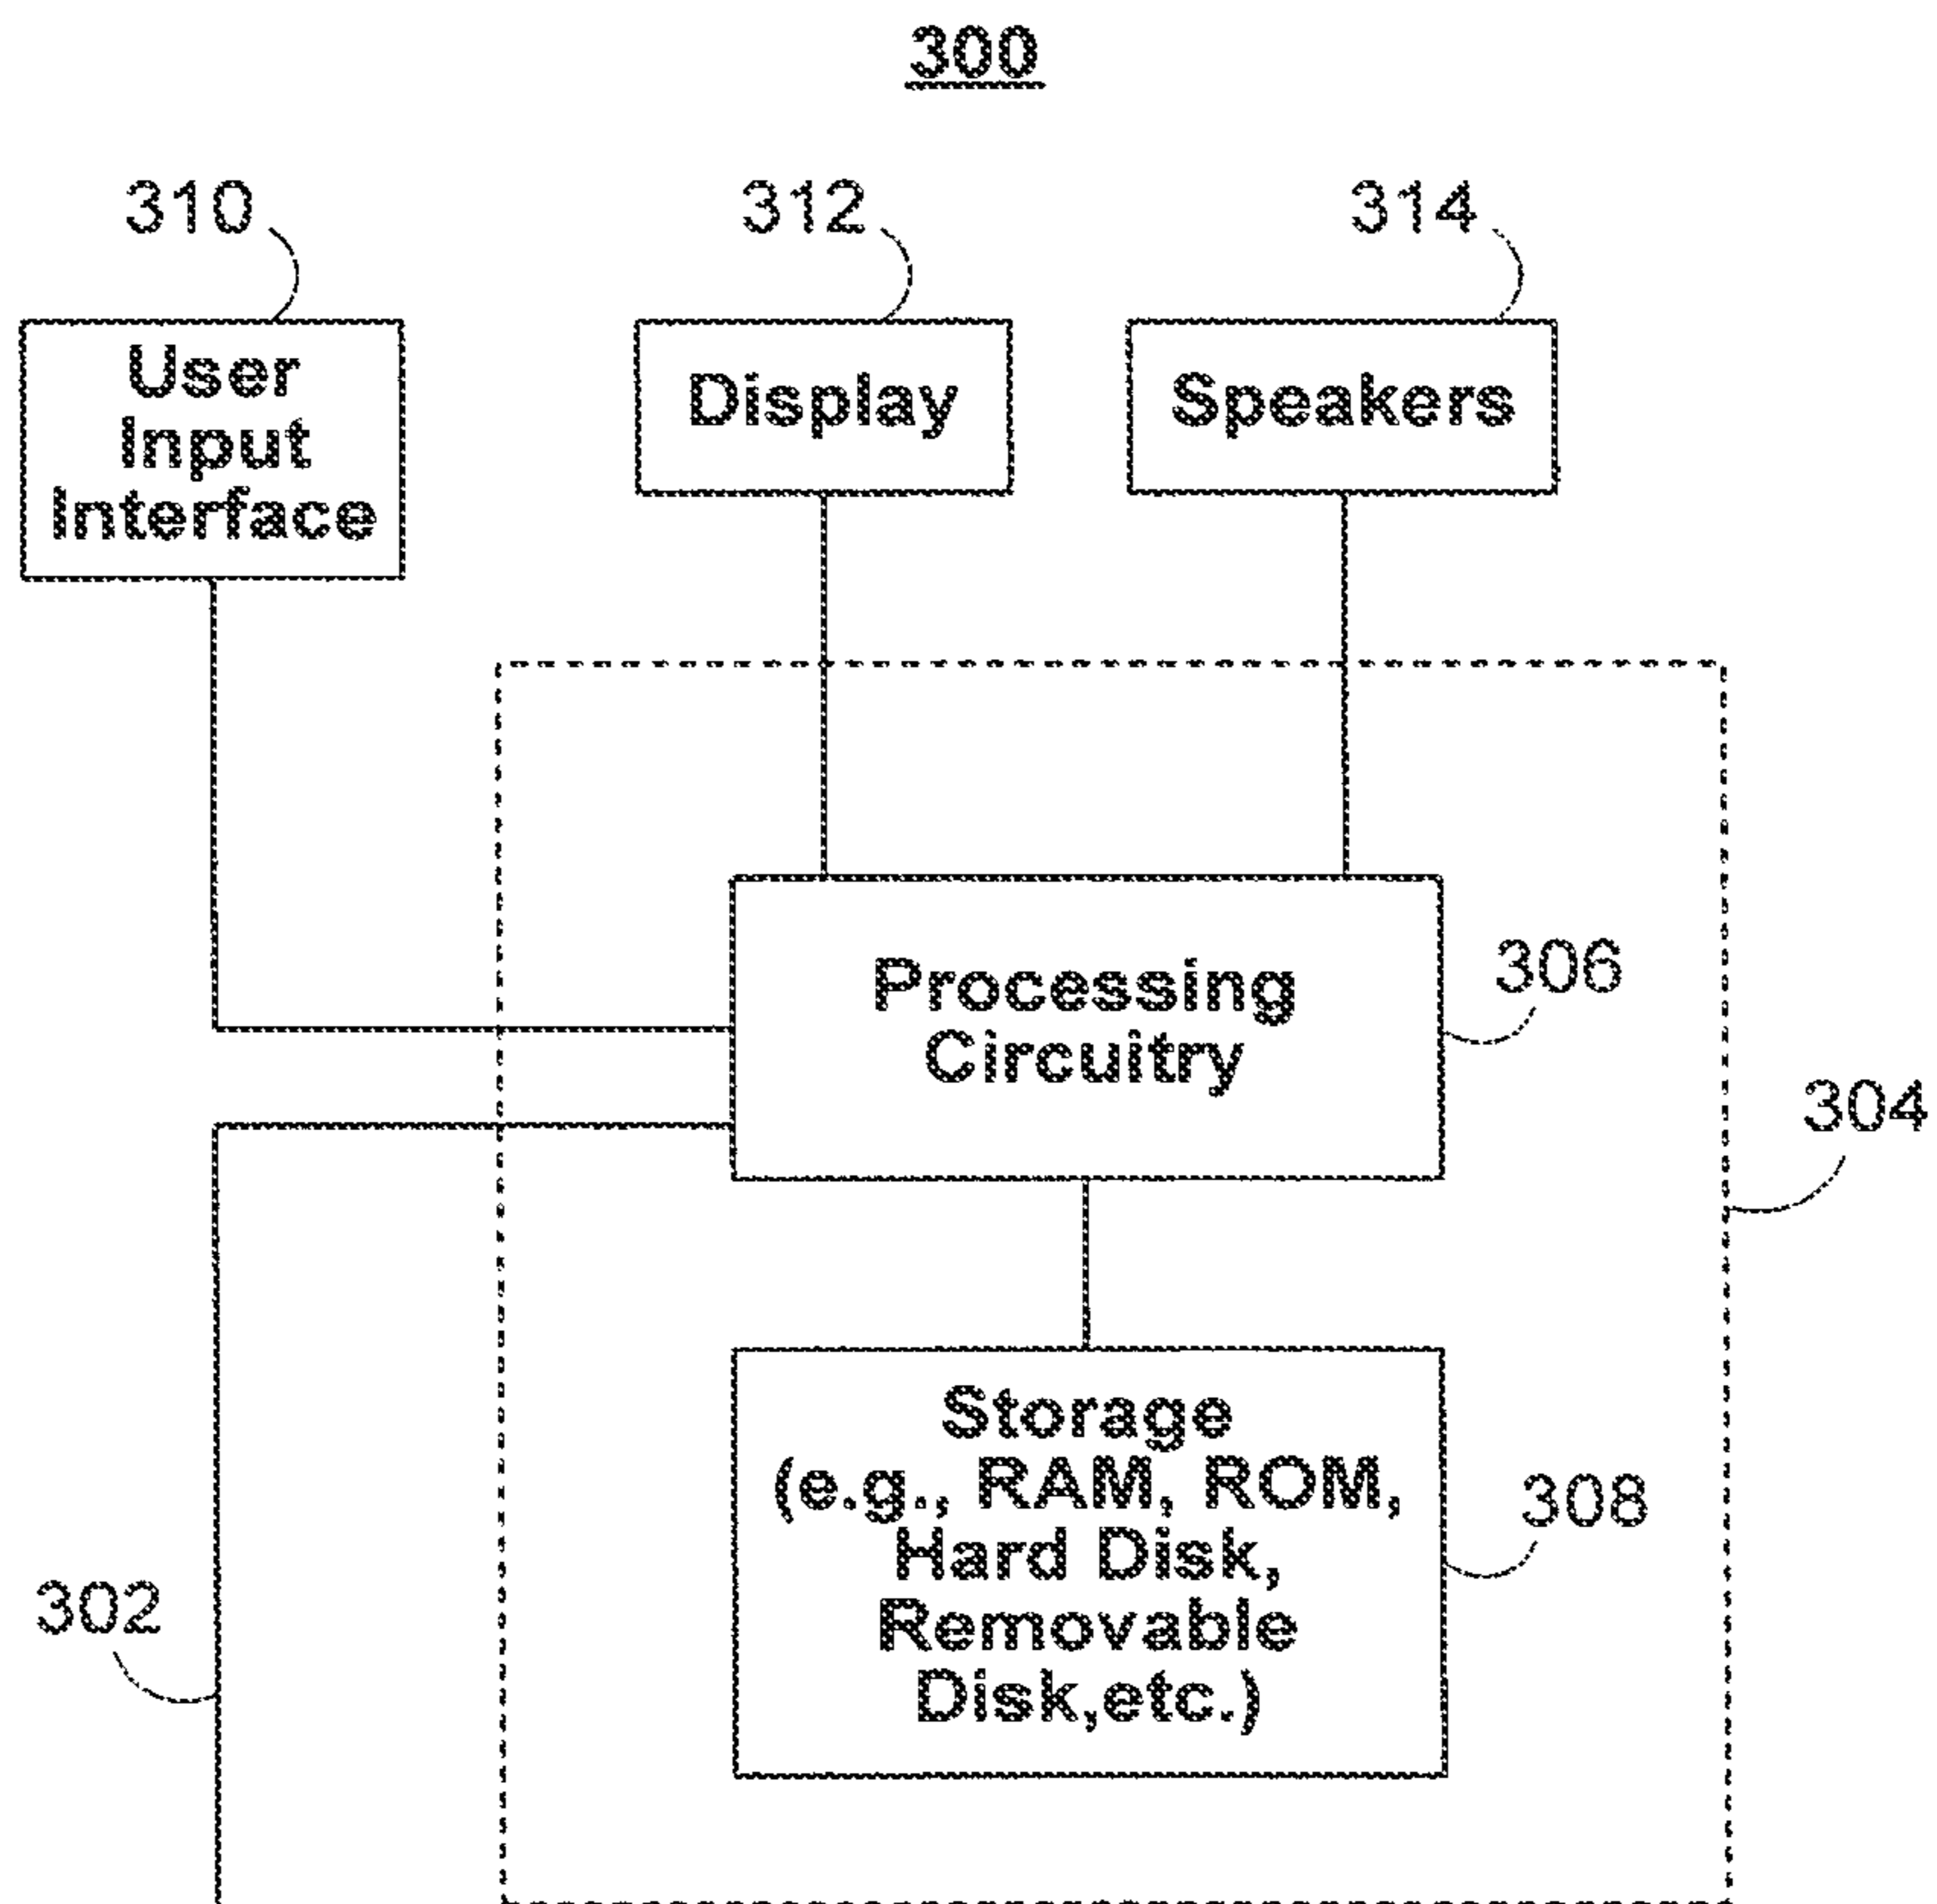 300
310
312
314
User
Input
Interface
Display
Speakers
Processing
Circuitry
306
304
Storage
(e.g., RAM, ROM,
Hard Disk,
Removable
Disk,etc.)
308
302